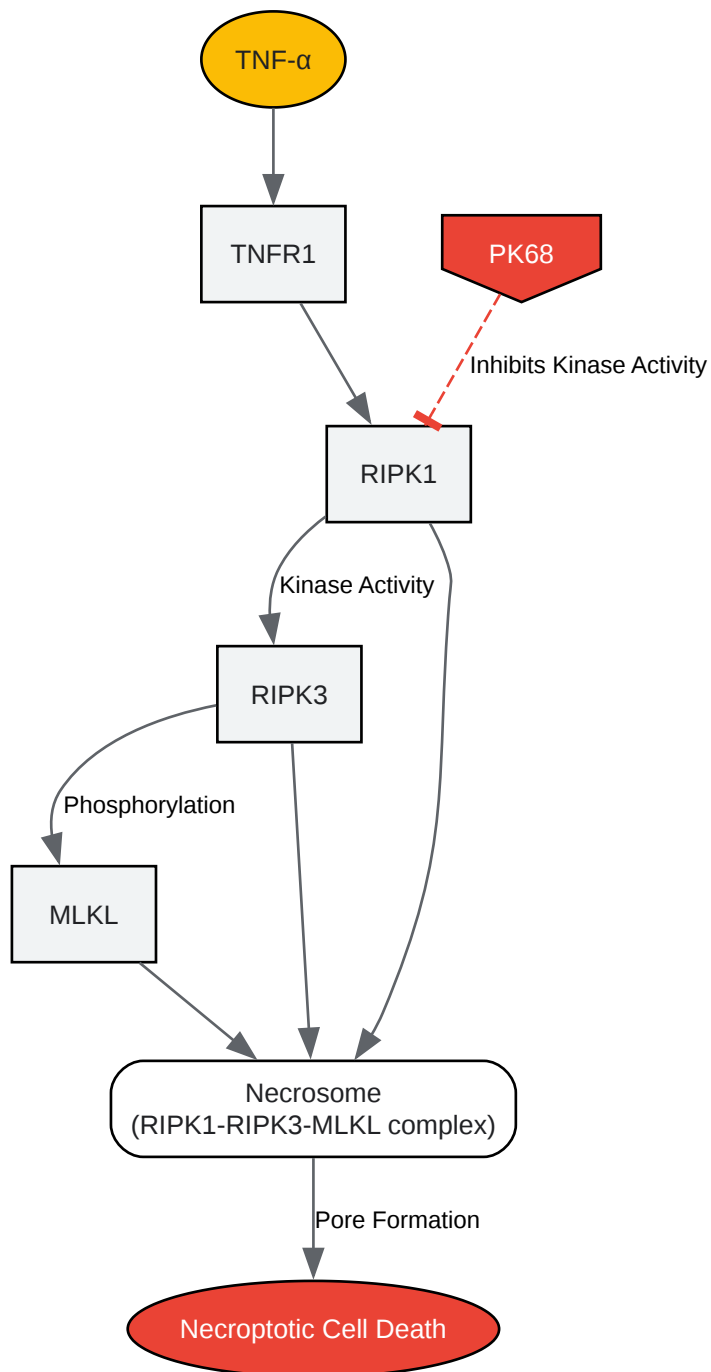 TNF-α
TNFR1
PK68
Inhibits Kinase Activity
RIPK1
Kinase Activity
RIPK3
Phosphorylation
MLKL
Necrosome
(RIPK1-RIPK3-MLKL complex)
Pore Formation
Necroptotic Cell Death